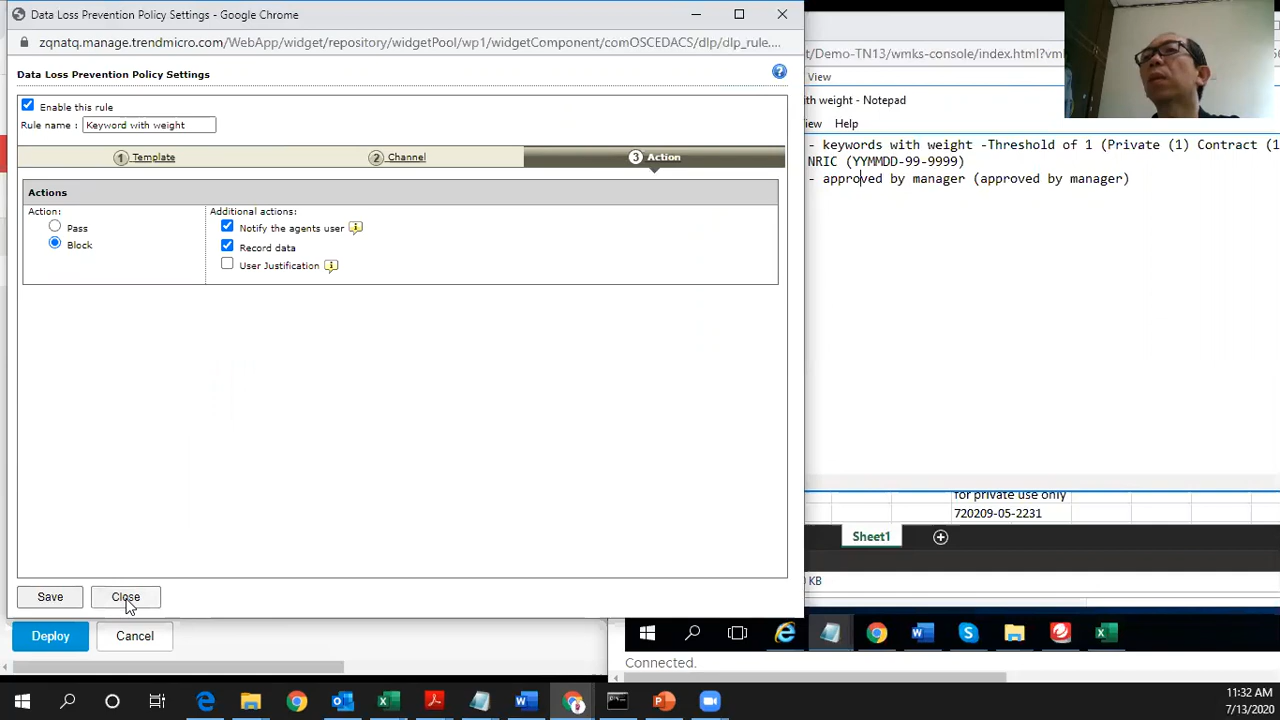 Data Loss Prevention Policy Settings - Google Chrome
zqnatq.manage.trendmicro.com/WebApp/widget/repository/widgetPool/wp1/widgetComponent/comOSCEDACS/dlp/dlp_rule....
Data Loss Prevention Policy Settings
Enable this rule
Rule name : Keyword with weight
1 Template
2 Channel
3 Action
Actions
Action:
Pass
Block
Additional actions:
Notify the agents user
Record data
User Justification
Save
Close
Deploy
Cancel
t/Demo-TN13/wmks-console/index.html?vml
View
th weight - Notepad
iew Help
- keywords with weight -Threshold of 1 (Private (1) Contract (1
NRIC (YYMMDD-99-9999)
- approved by manager (approved by manager)
for private use only
720209-05-2231
Sheet1
KB
Connected.
11:32 AM
7/13/2020